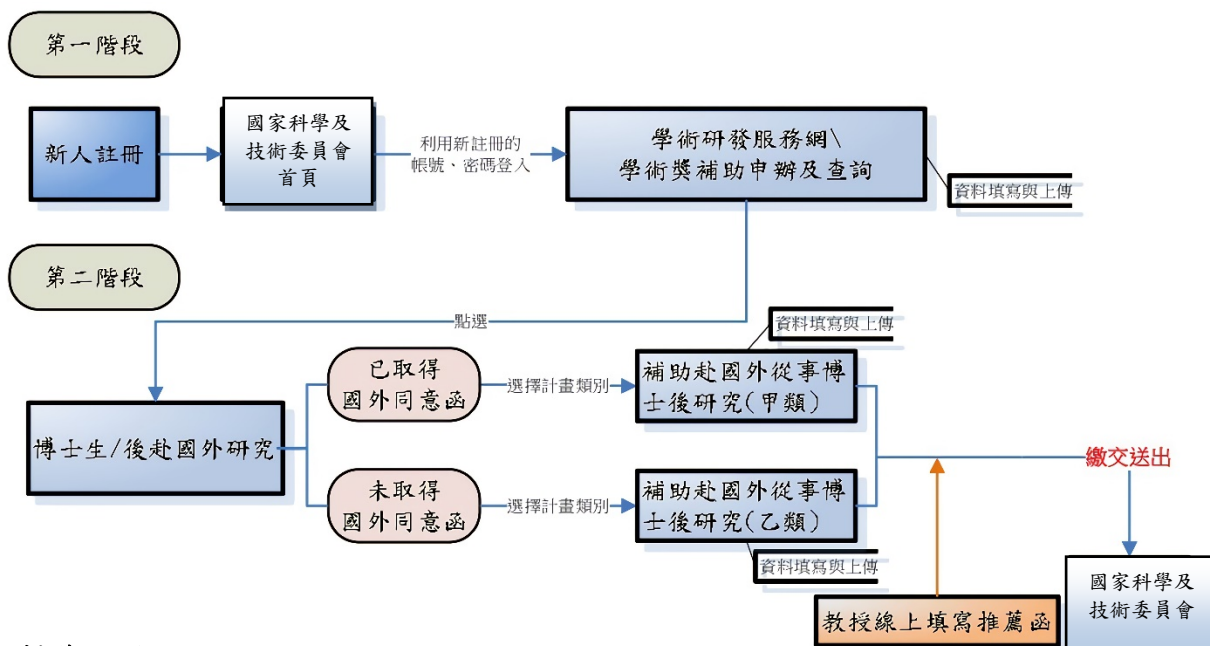 第一階段
新人註冊
國家科學及
技術委員會
首頁
利用新註冊的
帳號、密碼登入
學術研發服務網\
學術獎補助申辦及查詢
資料填寫與上傳
第二階段
點選
博士生/後赴國外研究
已取得
國外同意函
選擇計畫類別
補助赴國外從事博
士後研究(甲類)
資料填寫與上傳
未取得
國外同意函
選擇計畫類別
補助赴國外從事博
士後研究(乙類)
資料填寫與上傳
教授線上填寫推薦函
繳交送出
國家科學及
技術委員會